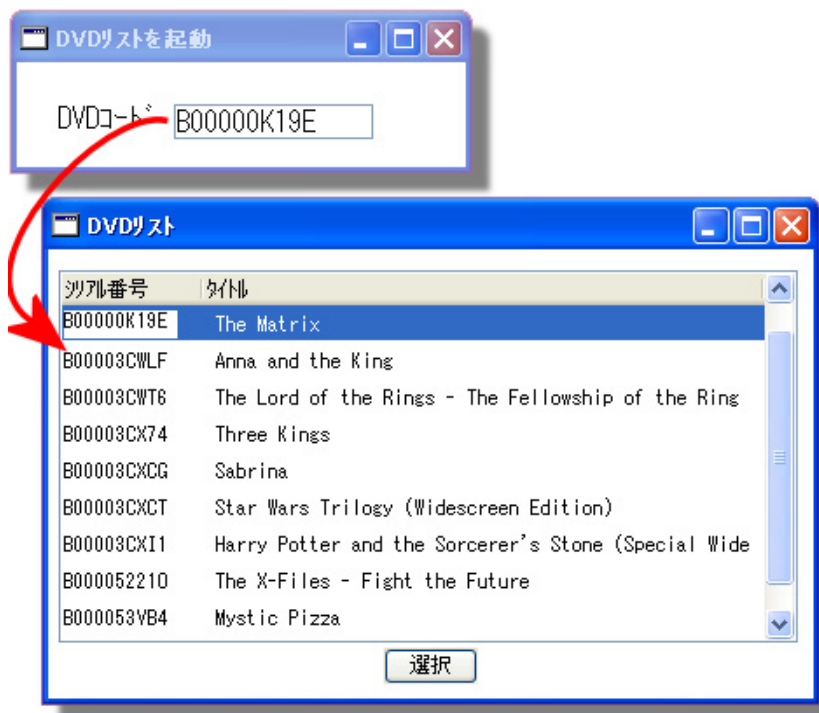 DVDリストを起動
DVDコード B00000K19E
DVDリスト
シリアル番号 タイトル
B00000K19E The Matrix
B00003CWLF Anna and the King
B00003CWT6 The Lord of the Rings - The Fellowship of the Ring
B00003CX74 Three Kings
B00003CXCG Sabrina
B00003CXCT Star Wars Trilogy (Widescreen Edition)
B00003CXI1 Harry Potter and the Sorcerer's Stone (Special Wide
B000052210 The X-Files - Fight the Future
B000053VB4 Mystic Pizza
選択